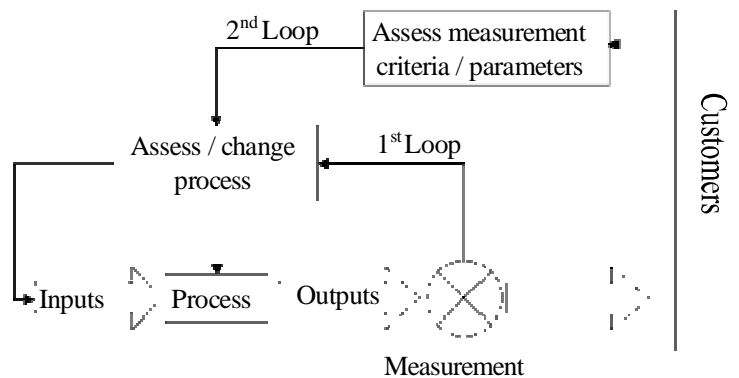 2nd Loop
Assess measurement
criteria / parameters
Customers
Assess / change
process
1st Loop
Inputs
Process
Outputs
Measurement